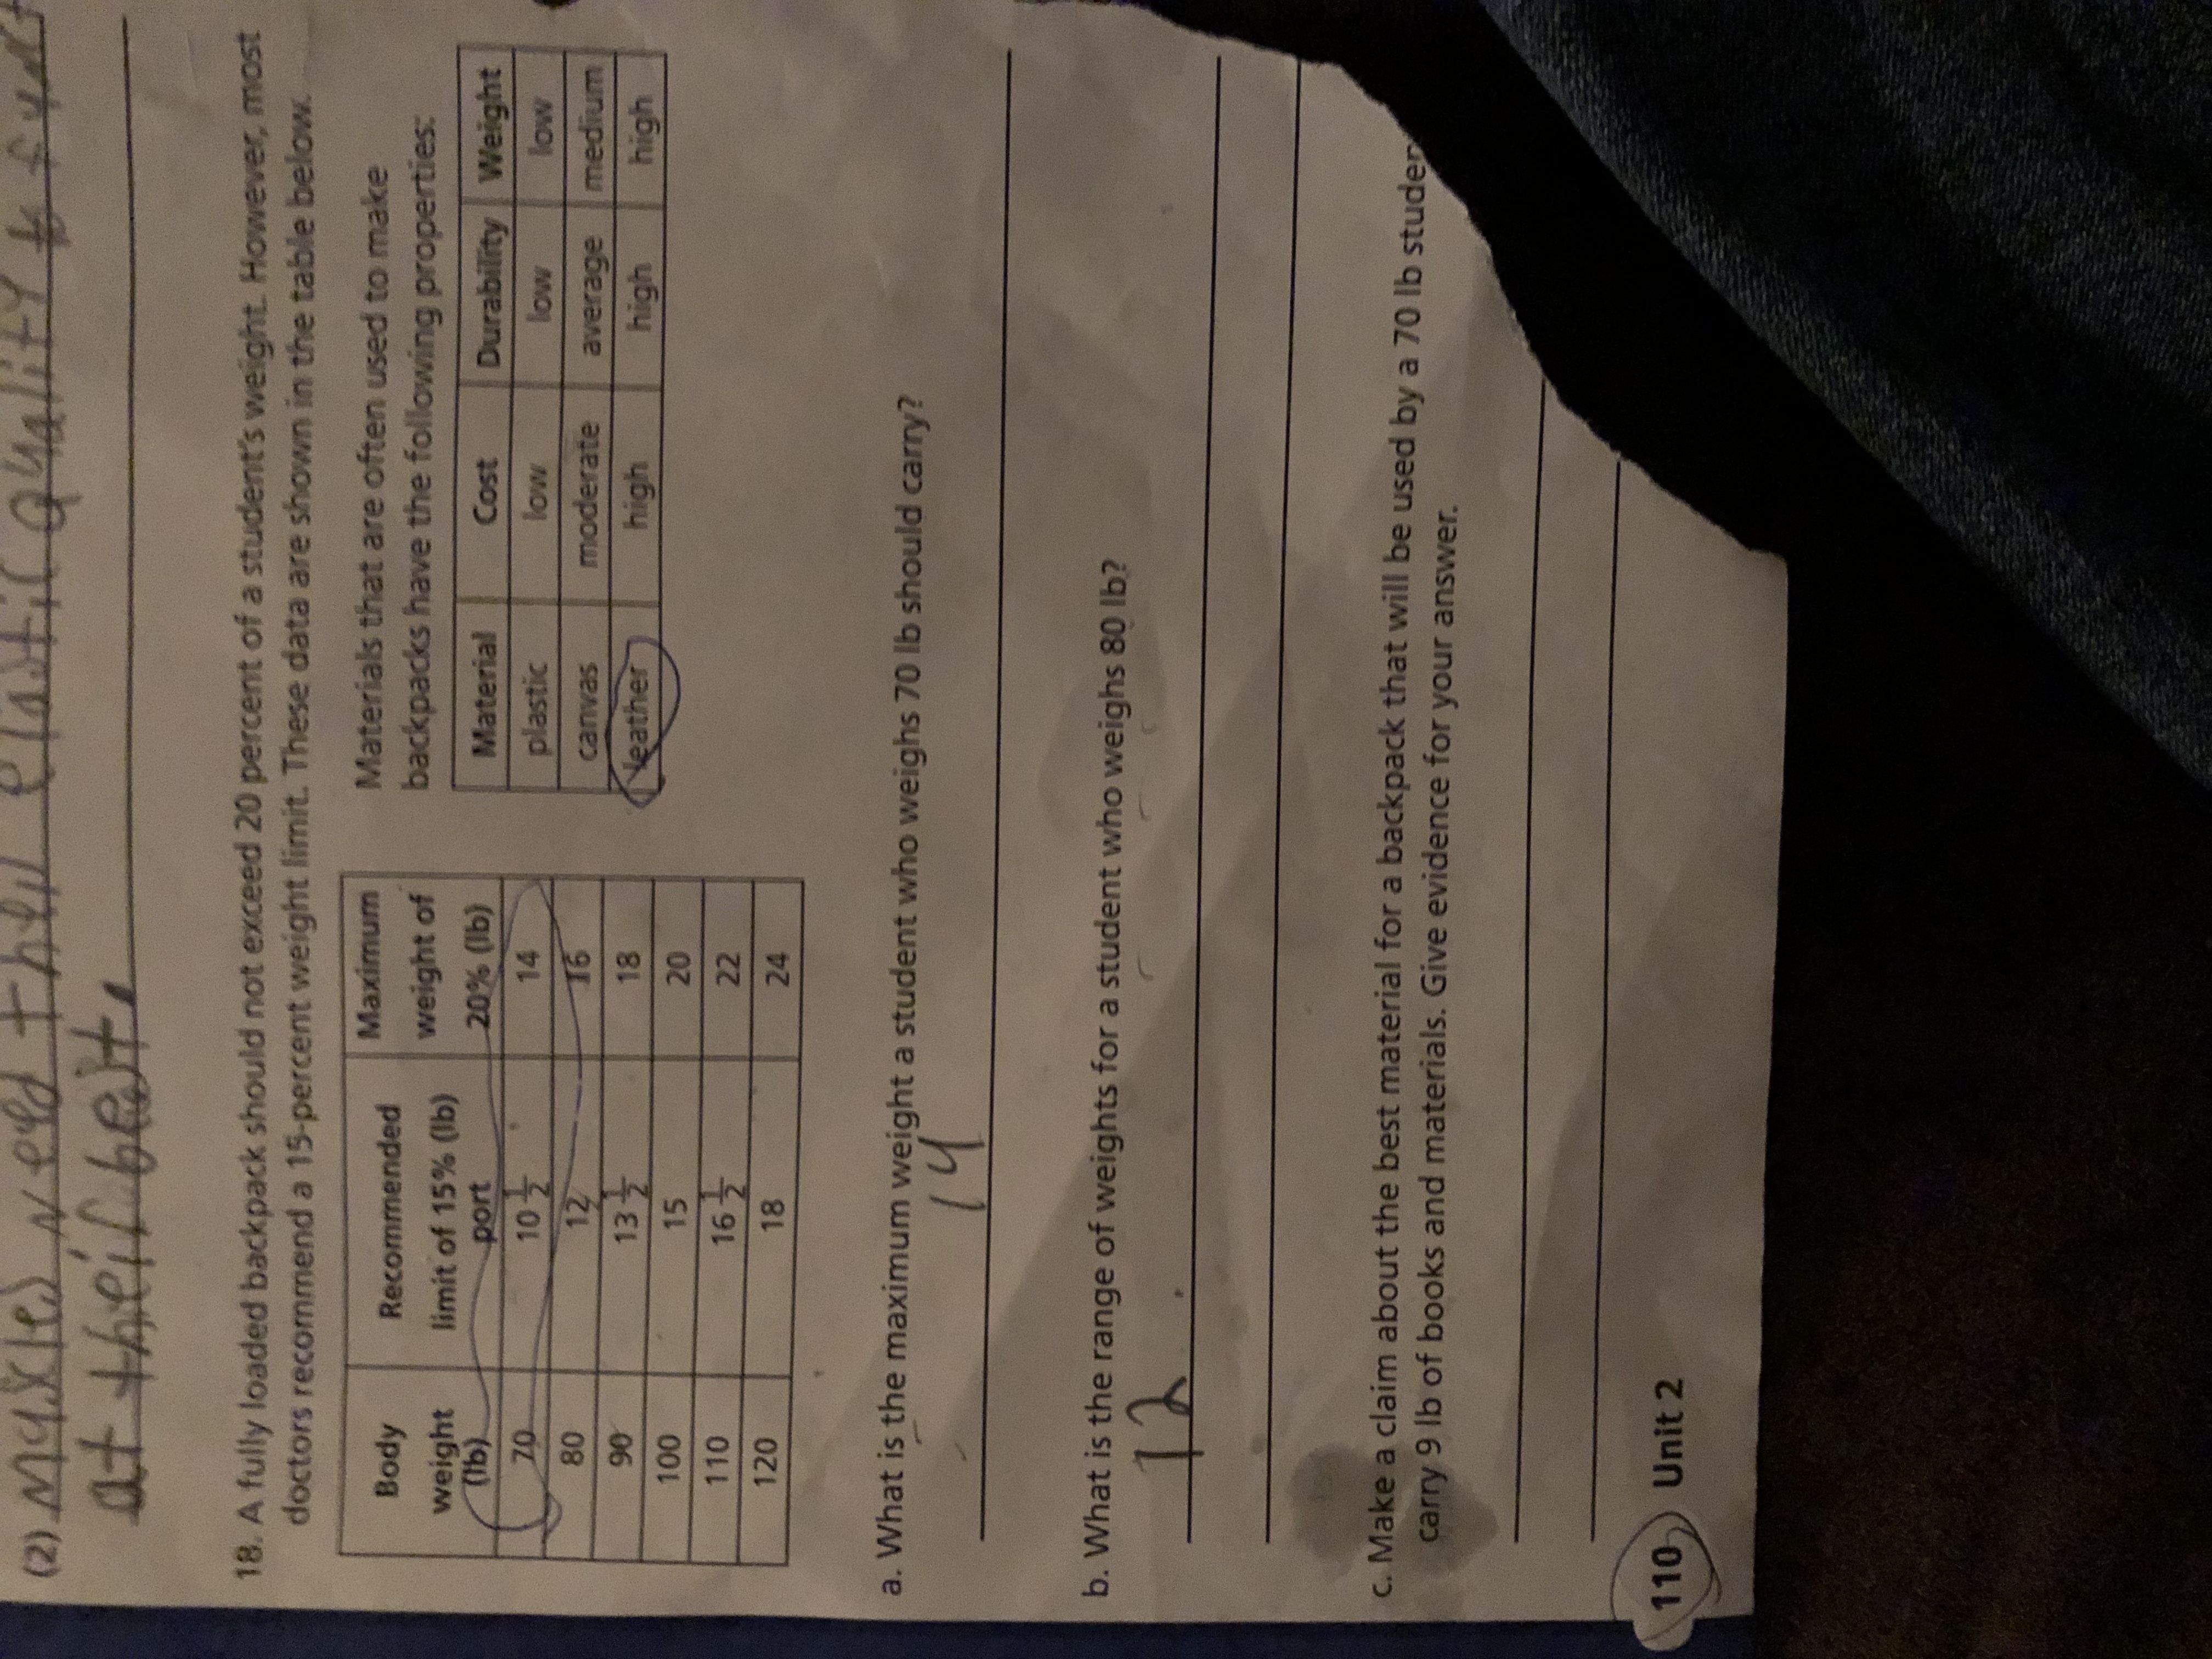 (2)
at their best.
18. A fully loaded backpack should not exceed 20 percent of a student's weight. However, most
doctors recommend a 15-percent weight limit. These data are shown in the table below.
Body weight (lb) Recommended limit of 15% (lb) port Maximum weight of 20% (lb)
70 10 1/2 14
80 12 16
90 13 1/2 18
100 15 20
110 16 1/2 22
120 18 24
Materials that are often used to make
backpacks have the following properties:
Material Cost Durability Weight
plastic low low low
canvas moderate average medium
leather high high high
a. What is the maximum weight a student who weighs 70 lb should carry?
14
b. What is the range of weights for a student who weighs 80 lb?
12
c. Make a claim about the best material for a backpack that will be used by a 70 lb studen
carry 9 lb of books and materials. Give evidence for your answer.
110 Unit 2